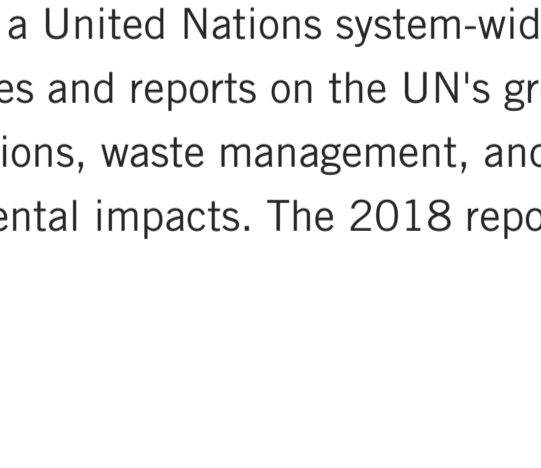 a United Nations system-wid
es and reports on the UN's gr
ions, waste management, and
ental impacts. The 2018 repo